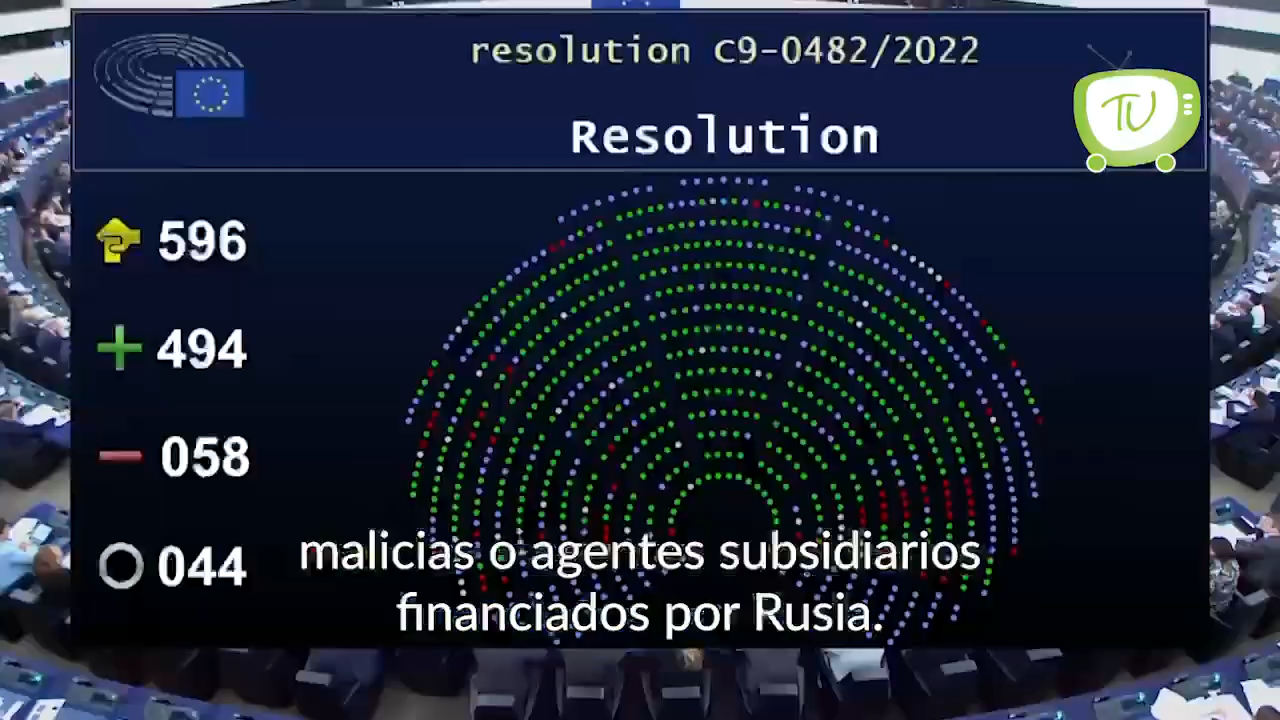 resolution C9-0482/2022
Resolution
TV
596
494
058
044
malicias o agentes subsidiarios
financiados por Rusia.